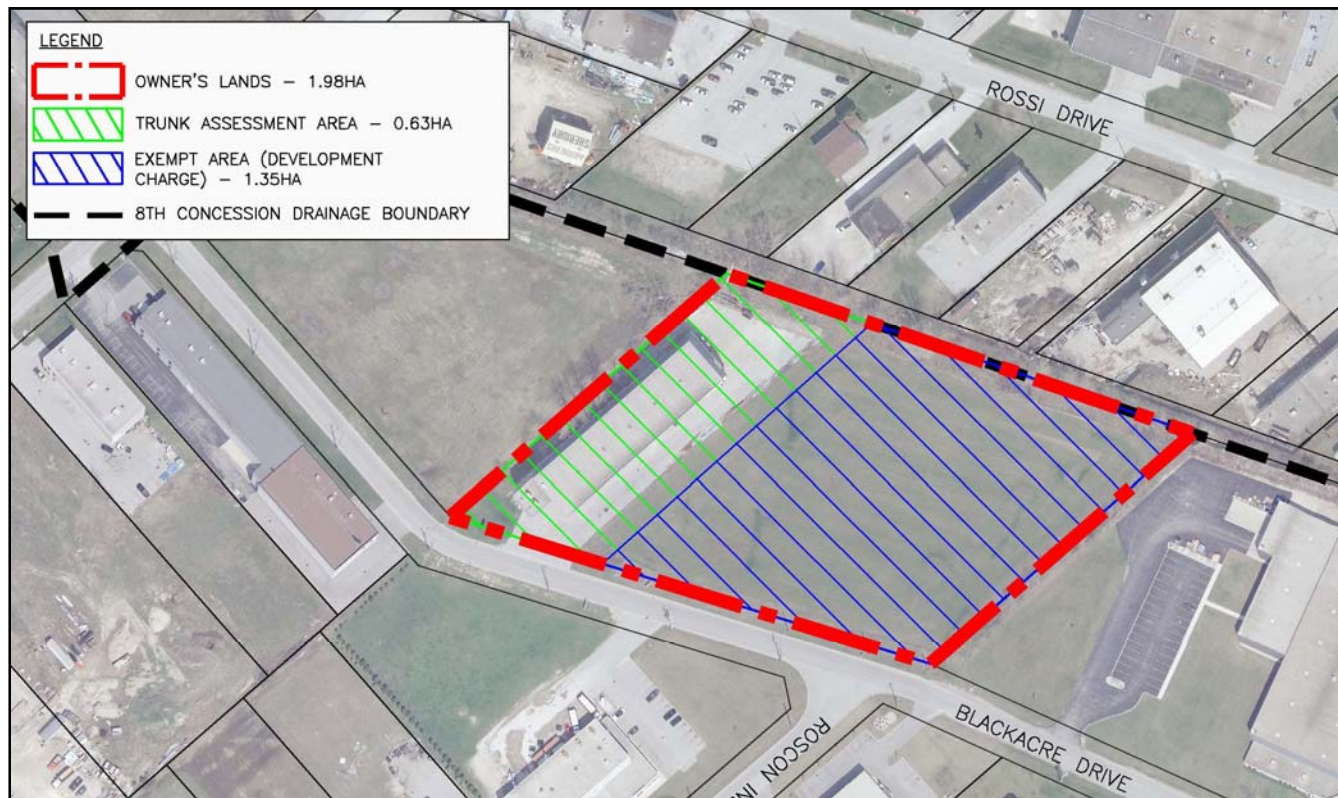 LEGEND
OWNER'S LANDS – 1.98HA
TRUNK ASSESSMENT AREA – 0.63HA
EXEMPT AREA (DEVELOPMENT
CHARGE) – 1.35HA
8TH CONCESSION DRAINAGE BOUNDARY
ROSSI DRIVE
BLACKACRE DRIVE
ROSCON IN